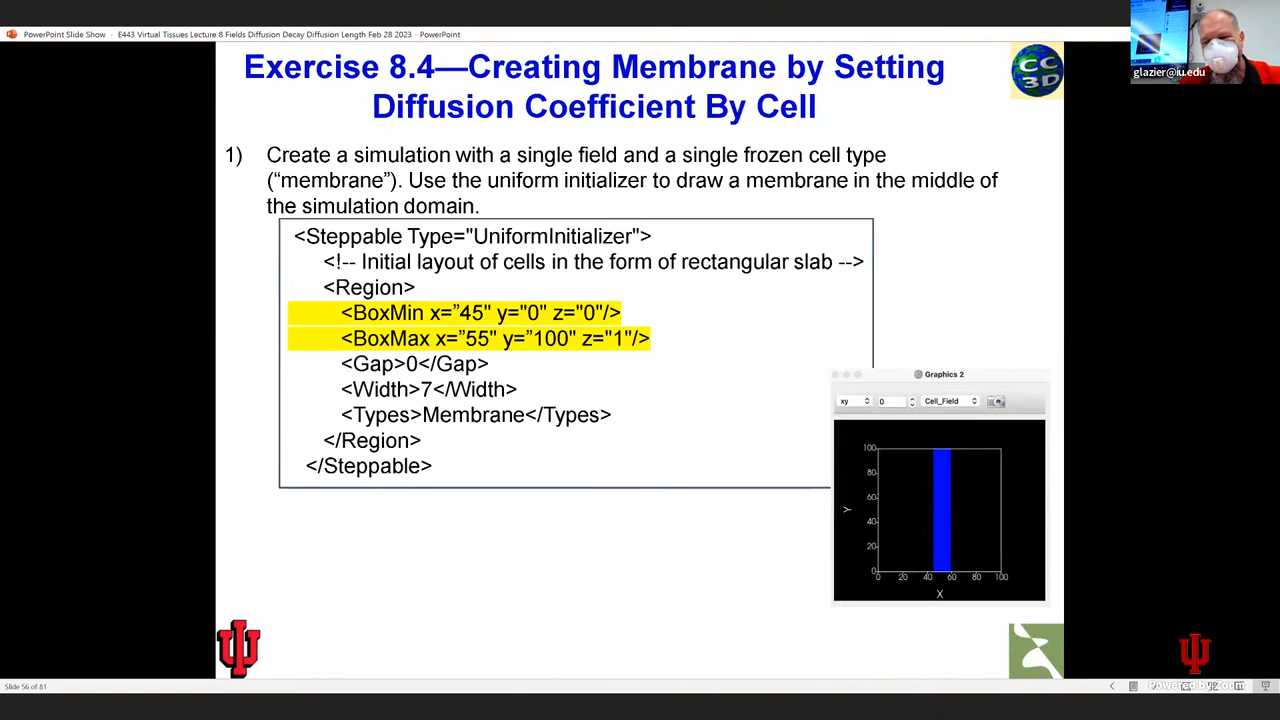 PowerPoint Slide Show - E443 Virtual Tissues Lecture 8 Fields Diffusion Decay Diffusion Length Feb 28 2023 - PowerPoint
glazier@iu.edu
Exercise 8.4—Creating Membrane by Setting
Diffusion Coefficient By Cell
CC
3D
1) Create a simulation with a single field and a single frozen cell type
(“membrane”). Use the uniform initializer to draw a membrane in the middle of
the simulation domain.
<Steppable Type="UniformInitializer">
<!-- Initial layout of cells in the form of rectangular slab -->
<Region>
<BoxMin x=”45" y="0" z="0"/>
<BoxMax x=”55" y=”100" z="1"/>
<Gap>0</Gap>
<Width>7</Width>
<Types>Membrane</Types>
</Region>
</Steppable>
Graphics 2
xy 0 Cell_Field
100
80
60
40
20
0
Y
0 20 40 60 80 100
X
Slide 56 of 81
Powered by Zoom